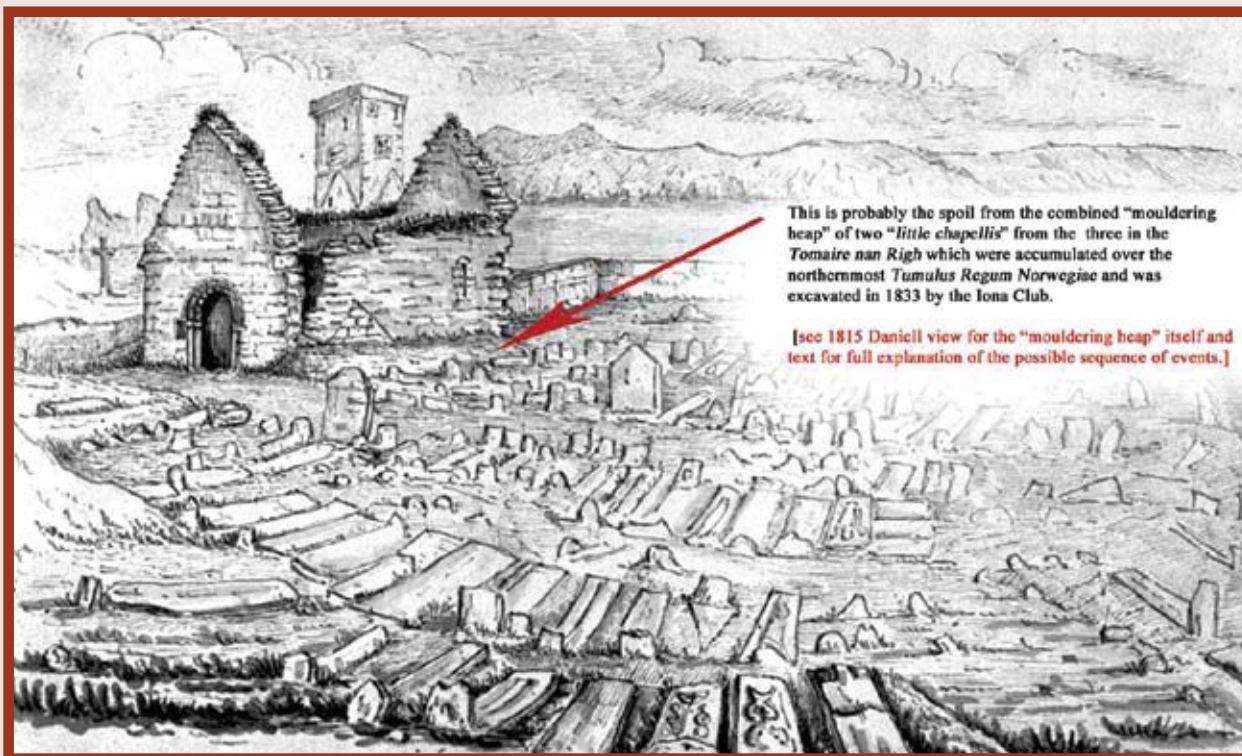 This is probably the spoil from the combined "mouldering
heap" of two "little chapellis" from the three in the
Tomaire nan Righ which were accumulated over the
northernmost Tumulus Regum Norwegiae and was
excavated in 1833 by the Iona Club.
[see 1815 Daniell view for the "mouldering heap" itself and
text for full explanation of the possible sequence of events.]